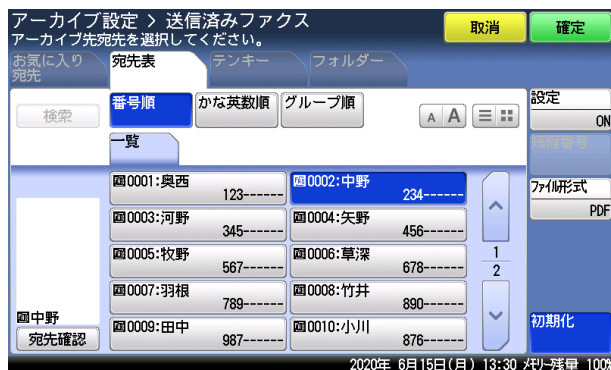 アーカイブ設定 > 送信済みファクス
アーカイブ先宛先を選択してください。
取消
確定
お気に入り
宛先
宛先表
テンキー
フォルダー
検索
番号順
かな英数順
グループ順
A A
設定
ON
短縮番号
一覧
ファイル形式
PDF
0001:奥西
123------
0002:中野
234------
0003:河野
345------
0004:矢野
456------
0005:牧野
567------
0006:草深
678------
0007:羽根
789------
0008:竹井
890------
0009:田中
987------
0010:小川
876------
1
2
中野
宛先確認
初期化
2020年 6月15日(月) 13:30 メモリー残量 100%